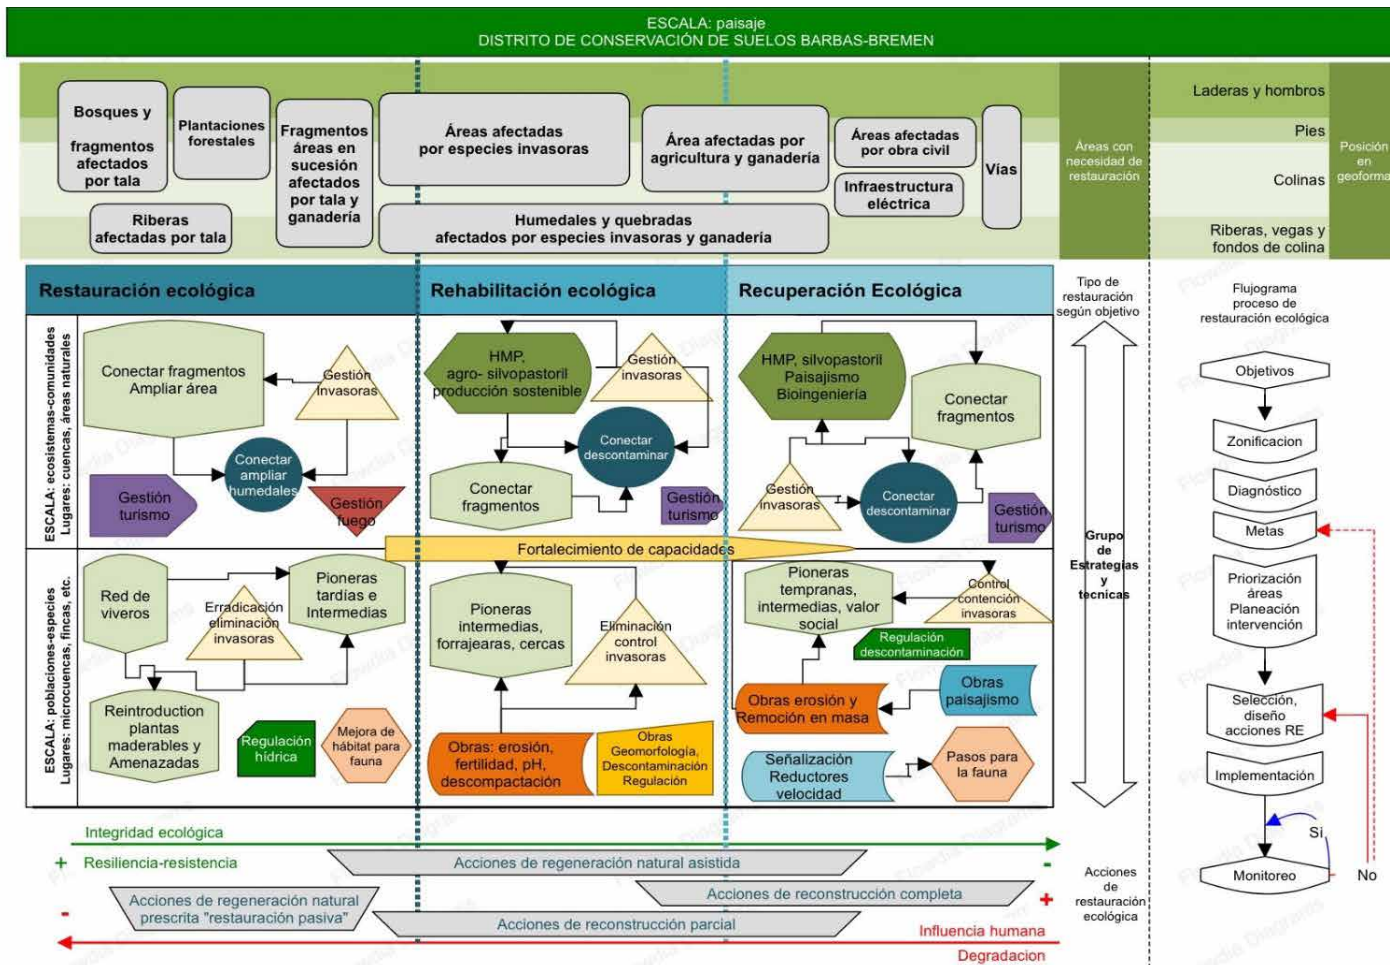 ESCALA: paisaje
DISTRITO DE CONSERVACIÓN DE SUELOS BARBAS-BREMEN
Bosques y
fragmentos
afectados
por tala
Plantaciones
forestales
Fragmentos
áreas en
sucesión
afectados
por tala y
ganadería
Riberas
afectadas por tala
Áreas afectadas
por especies invasoras
Humedales y quebradas
afectados por especies invasoras y ganadería
Área afectadas por
agricultura y ganadería
Áreas afectadas
por obra civil
Infraestructura
eléctrica
Vías
Áreas con
necesidad de
restauración
Laderas y hombros
Pies
Colinas
Riberas, vegas y
fondos de colina
Posición
en
geoforma
Restauración ecológica
Rehabilitación ecológica
Recuperación Ecológica
Tipo de
restauración
según objetivo
Flujograma
proceso de
restauración ecológica
ESCALA: ecosistemas-comunidades
Lugares: cuencas, áreas naturales
Conectar fragmentos
Ampliar área
Gestión
Invasoras
Conectar
ampliar
humedales
Gestión
turismo
Gestión
fuego
HMP,
agro- silvopastoril
producción sostenible
Gestión
invasoras
Conectar
descontaminar
Conectar
fragmentos
Gestión
turismo
HMP, silvopastoril
Paisajismo
Bioingeniería
Conectar
fragmentos
Gestión
invasoras
Conectar
descontaminar
Gestión
turismo
Fortalecimiento de capacidades
ESCALA: poblaciones-especies
Lugares: microcuencas, fincas, etc.
Red de
viveros
Erradicación
eliminación
invasoras
Pioneras
tardías e
Intermedias
Reintroduction
plantas
maderables y
Amenazadas
Regulación
hídrica
Mejora de
hábitat para
fauna
Pioneras
intermedias,
forrajearas, cercas
Eliminación
control
invasoras
Obras: erosión,
fertilidad, pH,
descompactación
Obras
Geomorfología,
Descontaminación
Regulación
Pioneras
tempranas,
intermedias, valor
social
Control
contención
invasoras
Regulación
descontaminación
Obras erosión y
Remoción en masa
Obras
paisajismo
Señalización
Reductores
velocidad
Pasos para
la fauna
Grupo
de
Estrategias
y
tecnicas
Objetivos
Zonificacion
Diagnóstico
Metas
Priorización
áreas
Planeación
intervención
Selección,
diseño
acciones RE
Implementación
Si
Monitoreo
No
Integridad ecológica
+ Resiliencia-resistencia -
Acciones de regeneración natural asistida
Acciones de regeneración natural
prescrita "restauración pasiva"
Acciones de reconstrucción completa
- +
Acciones de reconstrucción parcial
Influencia humana
Degradacion
Acciones
de
restauración
ecológica
Flowdia Diagrams